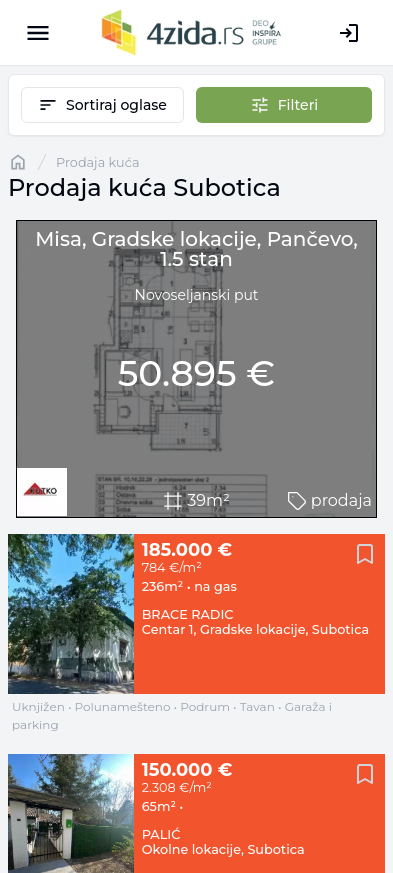 4zida.rs DEO
INSPIRA
GRUPE
Sortiraj oglase
Filteri
/ Prodaja kuća
Prodaja kuća Subotica
Misa, Gradske lokacije, Pančevo,
1.5 stan
Novoseljanski put
50.895 €
39m²
prodaja
185.000 €
784 €/m²
236m² • na gas
BRACE RADIC
Centar 1, Gradske lokacije, Subotica
Uknjižen • Polunamešteno • Podrum • Tavan • Garaža i
parking
150.000 €
2.308 €/m²
65m² •
PALIĆ
Okolne lokacije, Subotica